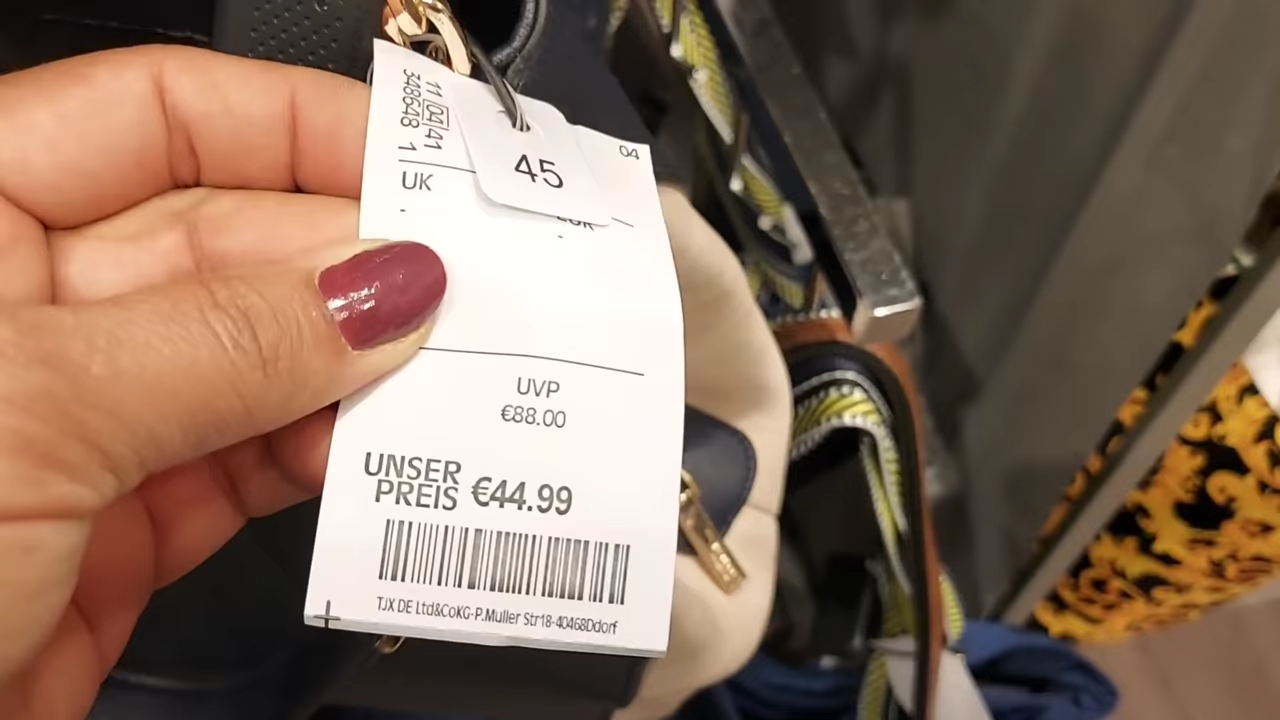 11 04 41
348648 1
45
04
UK
EUR
-
-
UVP
€88.00
UNSER
PREIS €44.99
TJX DE Ltd&CoKG-P.Muller Str18-40468Ddorf